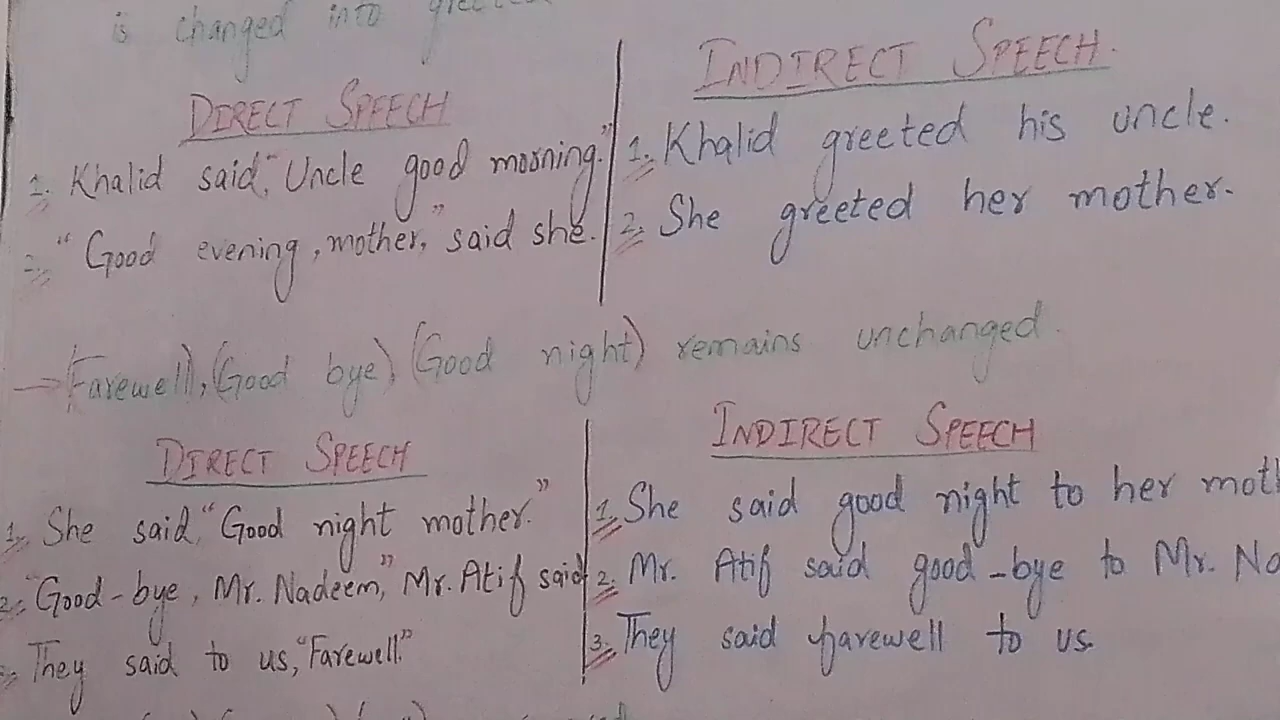 is changed into
DIRECT SPEECH
1. Khalid said, "Uncle good morning."
2. "Good evening, mother," said she.
INDIRECT SPEECH.
1. Khalid greeted his uncle.
2. She greeted her mother.
→ Farewell, (Good bye) (Good night) remains unchanged.
DIRECT SPEECH
1. She said, "Good night mother."
2. "Good-bye, Mr. Nadeem," Mr. Atif said
They said to us, "Farewell."
INDIRECT SPEECH
1. She said good night to her moth
2. Mr. Atif said good-bye to Mr. Na
3. They said farewell to us.